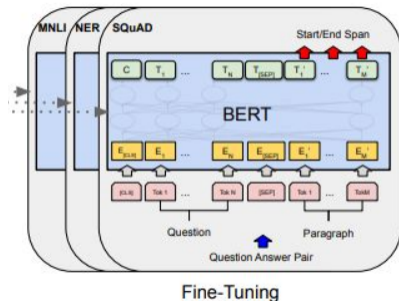 MNLI NER SQuAD Start/End Span
C T1 ... TN T[SEP] T1' ... TM'
BERT
E[CLS] E1 ... EN E[SEP] E1' ... EM'
[CLS] Tok 1 ... Tok N [SEP] Tok 1 ... TokM
Question Paragraph
Question Answer Pair
Fine-Tuning